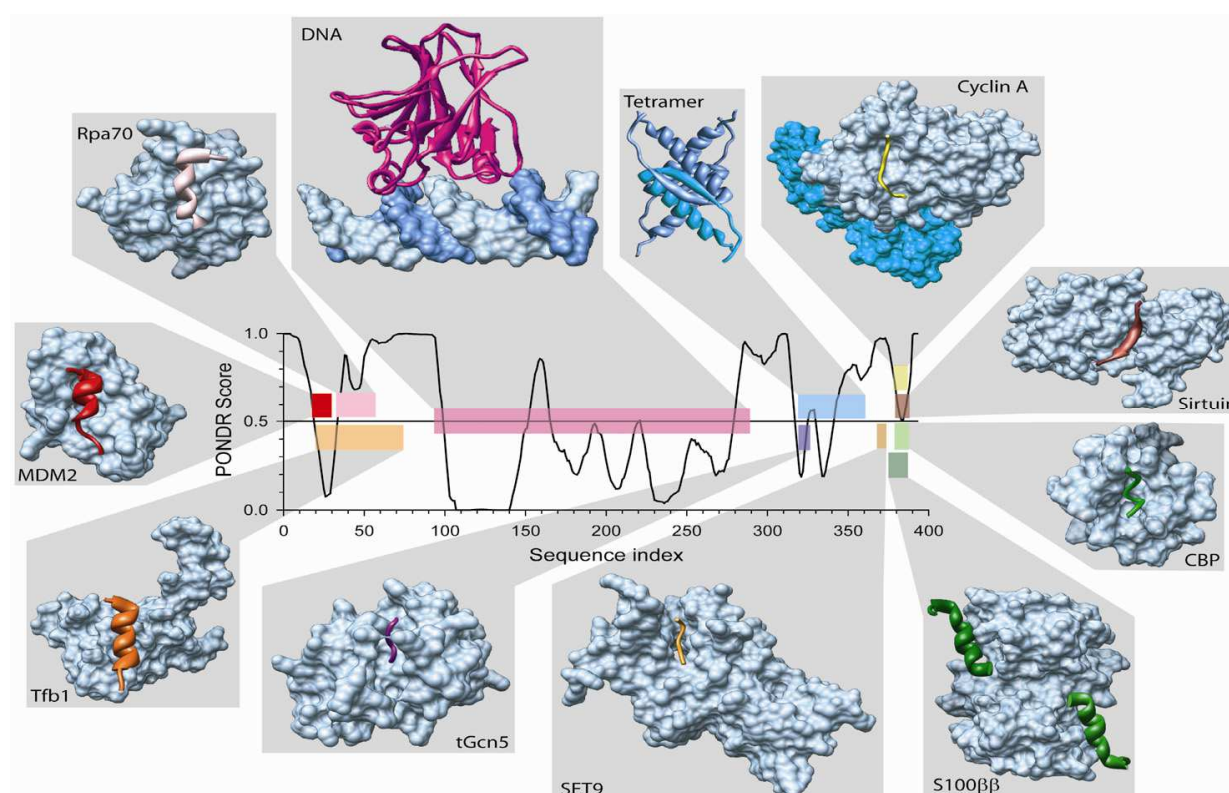 DNA
Tetramer
Cyclin A
Rpa70
Sirtuin
MDM2
PONDR Score
1.0
0.5
0.0
0 50 100 150 200 250 300 350 400
Sequence index
CBP
Tfb1
tGcn5
SET9
S100ββ